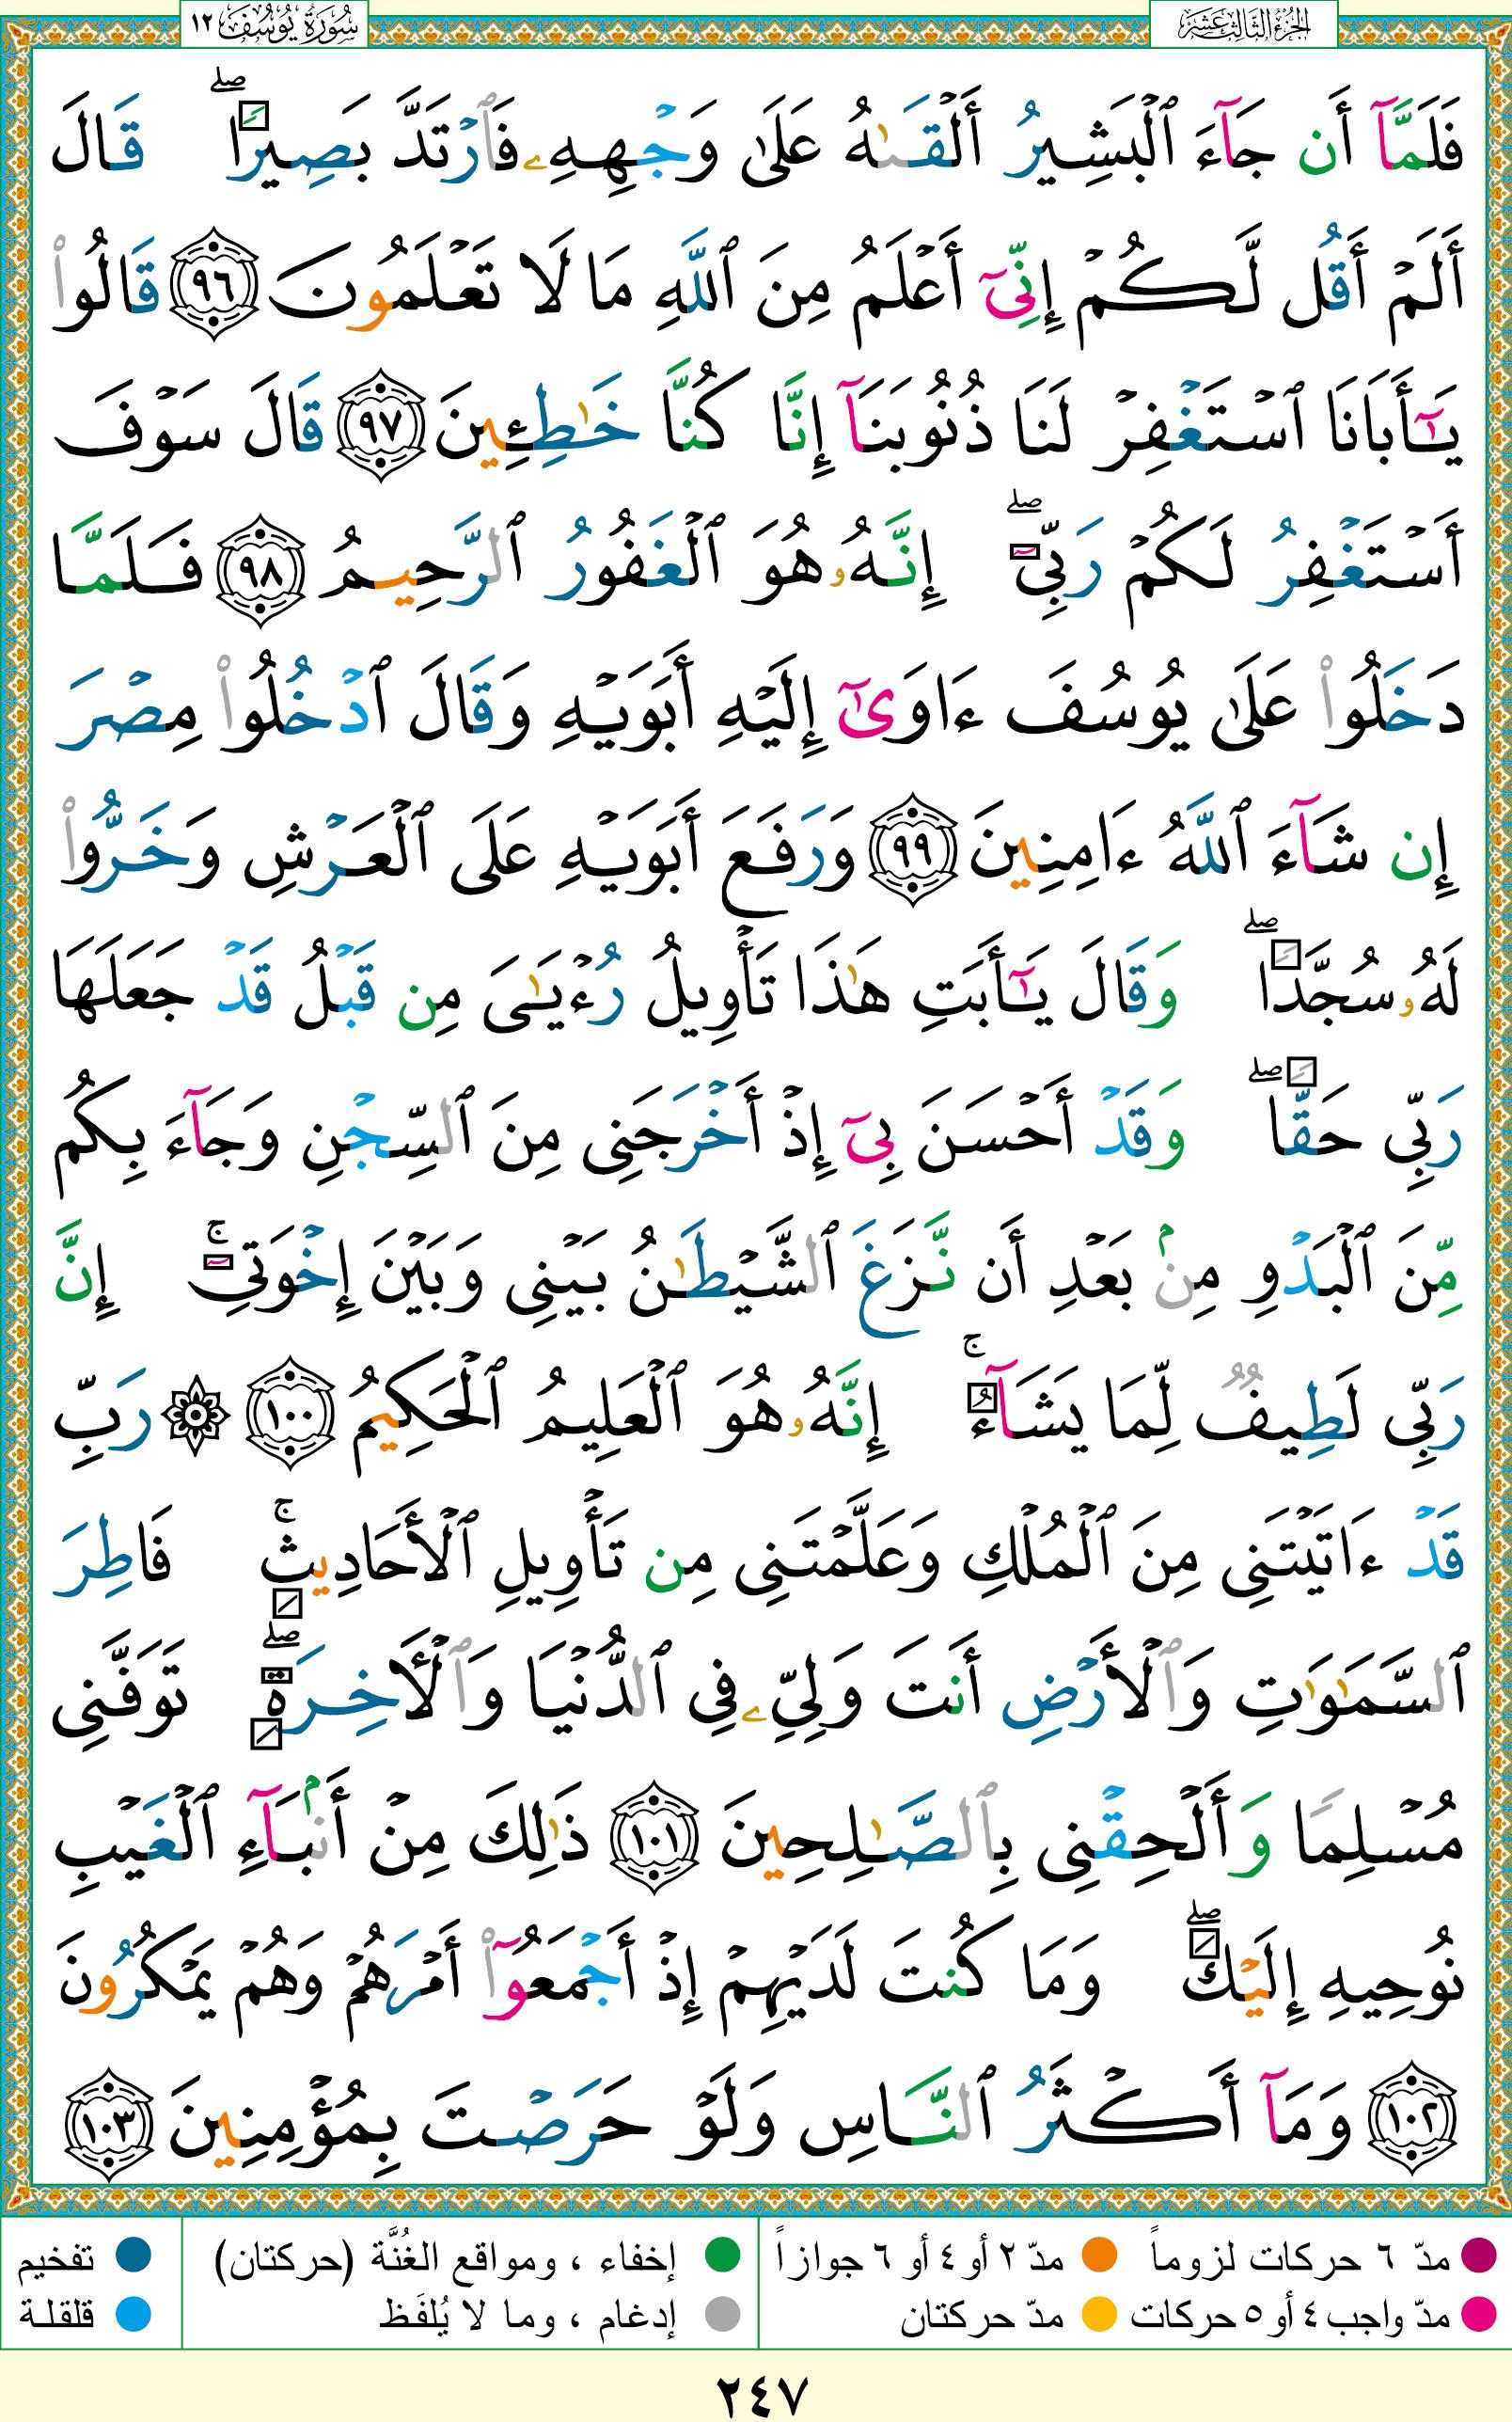 الجزء الثالث عشر
سُورَةُ يُوسُفَ ١٢
فَلَمَّآ أَن جَآءَ ٱلْبَشِيرُ أَلْقَىٰهُ عَلَىٰ وَجْهِهِۦ فَٱرْتَدَّ بَصِيرًا ۖ قَالَ
أَلَمْ أَقُل لَّكُمْ إِنِّىٓ أَعْلَمُ مِنَ ٱللَّهِ مَا لَا تَعْلَمُونَ ٩٦ قَالُوا۟
يَـٰٓأَبَانَا ٱسْتَغْفِرْ لَنَا ذُنُوبَنَآ إِنَّا كُنَّا خَـٰطِـِٔينَ ٩٧ قَالَ سَوْفَ
أَسْتَغْفِرُ لَكُمْ رَبِّىٓ ۖ إِنَّهُۥ هُوَ ٱلْغَفُورُ ٱلرَّحِيمُ ٩٨ فَلَمَّا
دَخَلُوا۟ عَلَىٰ يُوسُفَ ءَاوَىٰٓ إِلَيْهِ أَبَوَيْهِ وَقَالَ ٱدْخُلُوا۟ مِصْرَ
إِن شَآءَ ٱللَّهُ ءَامِنِينَ ٩٩ وَرَفَعَ أَبَوَيْهِ عَلَى ٱلْعَرْشِ وَخَرُّوا۟
لَهُۥ سُجَّدًا ۖ وَقَالَ يَـٰٓأَبَتِ هَـٰذَا تَأْوِيلُ رُءْيَـٰىَ مِن قَبْلُ قَدْ جَعَلَهَا
رَبِّى حَقًّا ۖ وَقَدْ أَحْسَنَ بِىٓ إِذْ أَخْرَجَنِى مِنَ ٱلسِّجْنِ وَجَآءَ بِكُم
مِّنَ ٱلْبَدْوِ مِنۢ بَعْدِ أَن نَّزَغَ ٱلشَّيْطَـٰنُ بَيْنِى وَبَيْنَ إِخْوَتِىٓ ۚ إِنَّ
رَبِّى لَطِيفٌ لِّمَا يَشَآءُ ۚ إِنَّهُۥ هُوَ ٱلْعَلِيمُ ٱلْحَكِيمُ ١٠٠ ۞ رَبِّ
قَدْ ءَاتَيْتَنِى مِنَ ٱلْمُلْكِ وَعَلَّمْتَنِى مِن تَأْوِيلِ ٱلْأَحَادِيثِ ۚ فَاطِرَ
ٱلسَّمَـٰوَٰتِ وَٱلْأَرْضِ أَنتَ وَلِىِّۦ فِى ٱلدُّنْيَا وَٱلْـَٔاخِرَةِ ۖ تَوَفَّنِى
مُسْلِمًا وَأَلْحِقْنِى بِٱلصَّـٰلِحِينَ ١٠١ ذَٰلِكَ مِنْ أَنۢبَآءِ ٱلْغَيْبِ
نُوحِيهِ إِلَيْكَ ۖ وَمَا كُنتَ لَدَيْهِمْ إِذْ أَجْمَعُوٓا۟ أَمْرَهُمْ وَهُمْ يَمْكُرُونَ
١٠٢ وَمَآ أَكْثَرُ ٱلنَّاسِ وَلَوْ حَرَصْتَ بِمُؤْمِنِينَ ١٠٣
مدّ ٦ حركات لزوماً
مدّ ٢ أو ٤ أو ٦ جوازاً
إخفاء ، ومواقع الغُنَّة (حركتان)
تفخيم
مدّ واجب ٤ أو ٥ حركات
مدّ حركتان
إدغام ، وما لا يُلفَظ
قلقلة
٢٤٧